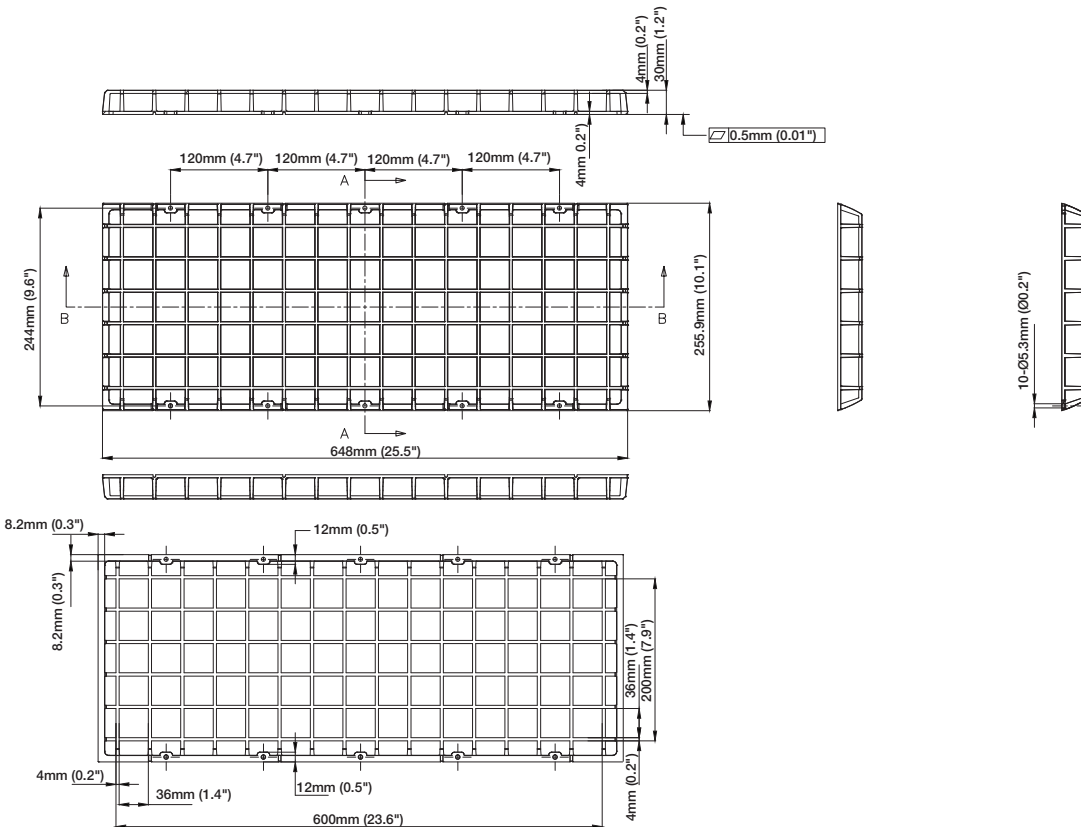 4mm (0.2")
30mm (1.2")
4mm 0.2")
0.5mm (0.01")
120mm (4.7")
120mm (4.7")
120mm (4.7")
120mm (4.7")
A
244mm (9.6")
B
B
255.9mm (10.1")
10-Ø5.3mm (Ø0.2")
A
648mm (25.5")
8.2mm (0.3")
12mm (0.5")
8.2mm (0.3")
36mm (1.4")
200mm (7.9")
4mm (0.2")
36mm (1.4")
12mm (0.5")
4mm (0.2")
600mm (23.6")